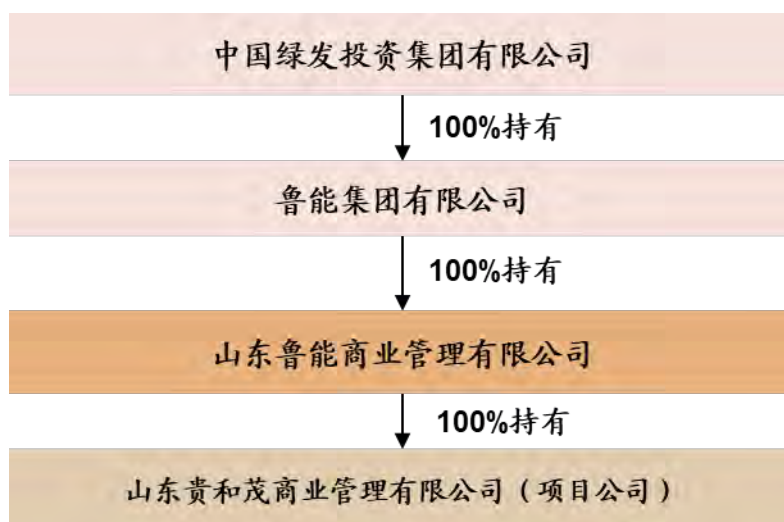 中国绿发投资集团有限公司
100%持有
鲁能集团有限公司
100%持有
山东鲁能商业管理有限公司
100%持有
山东贵和茂商业管理有限公司（项目公司）